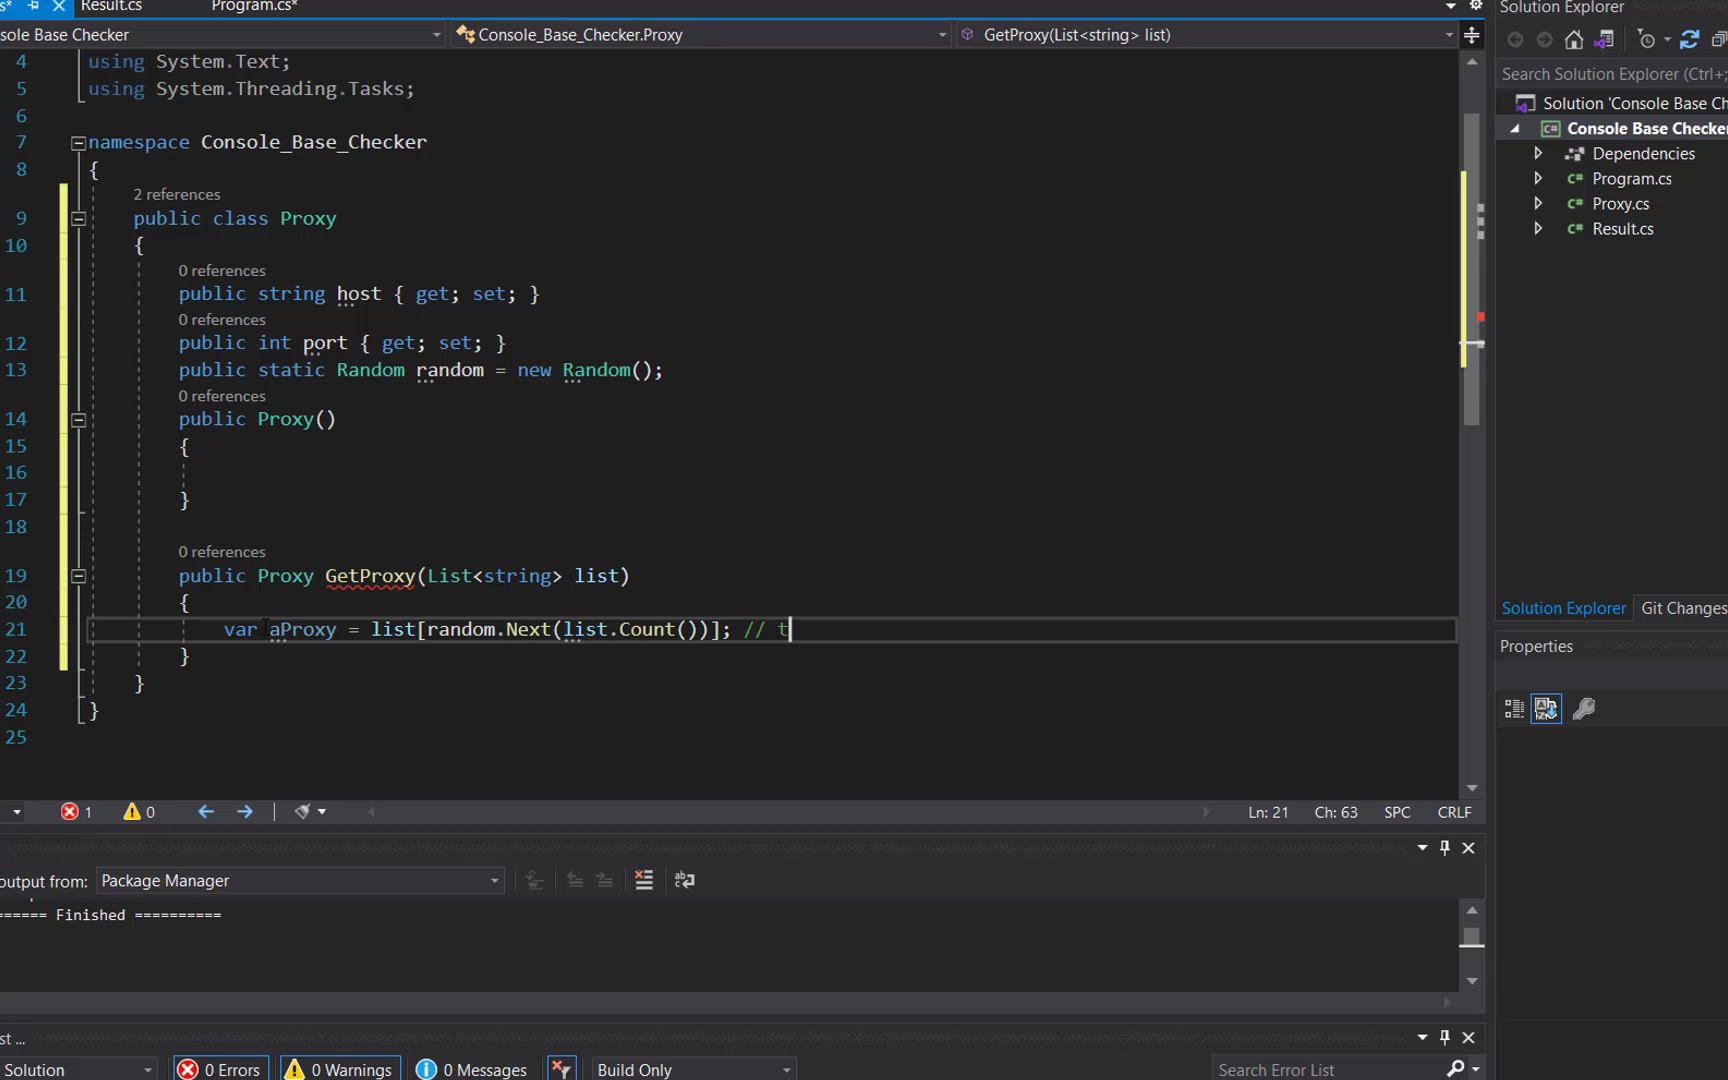 s* Result.cs Program.cs*
sole Base Checker Console_Base_Checker.Proxy GetProxy(List<string> list)
4 using System.Text;
5 using System.Threading.Tasks;
6
7 namespace Console_Base_Checker
8 {
2 references
9 public class Proxy
10 {
0 references
11 public string host { get; set; }
0 references
12 public int port { get; set; }
13 public static Random random = new Random();
0 references
14 public Proxy()
15 {
16
17 }
18
0 references
19 public Proxy GetProxy(List<string> list)
20 {
21 var aProxy = list[random.Next(list.Count())]; // t
22 }
23 }
24 }
25
1 0 Ln: 21 Ch: 63 SPC CRLF
output from: Package Manager
====== Finished ==========
st ...
Solution 0 Errors 0 Warnings 0 Messages Build Only Search Error List
Solution Explorer
Search Solution Explorer (Ctrl+;
Solution 'Console Base Ch
C# Console Base Checker
Dependencies
C# Program.cs
C# Proxy.cs
C# Result.cs
Solution Explorer Git Changes
Properties